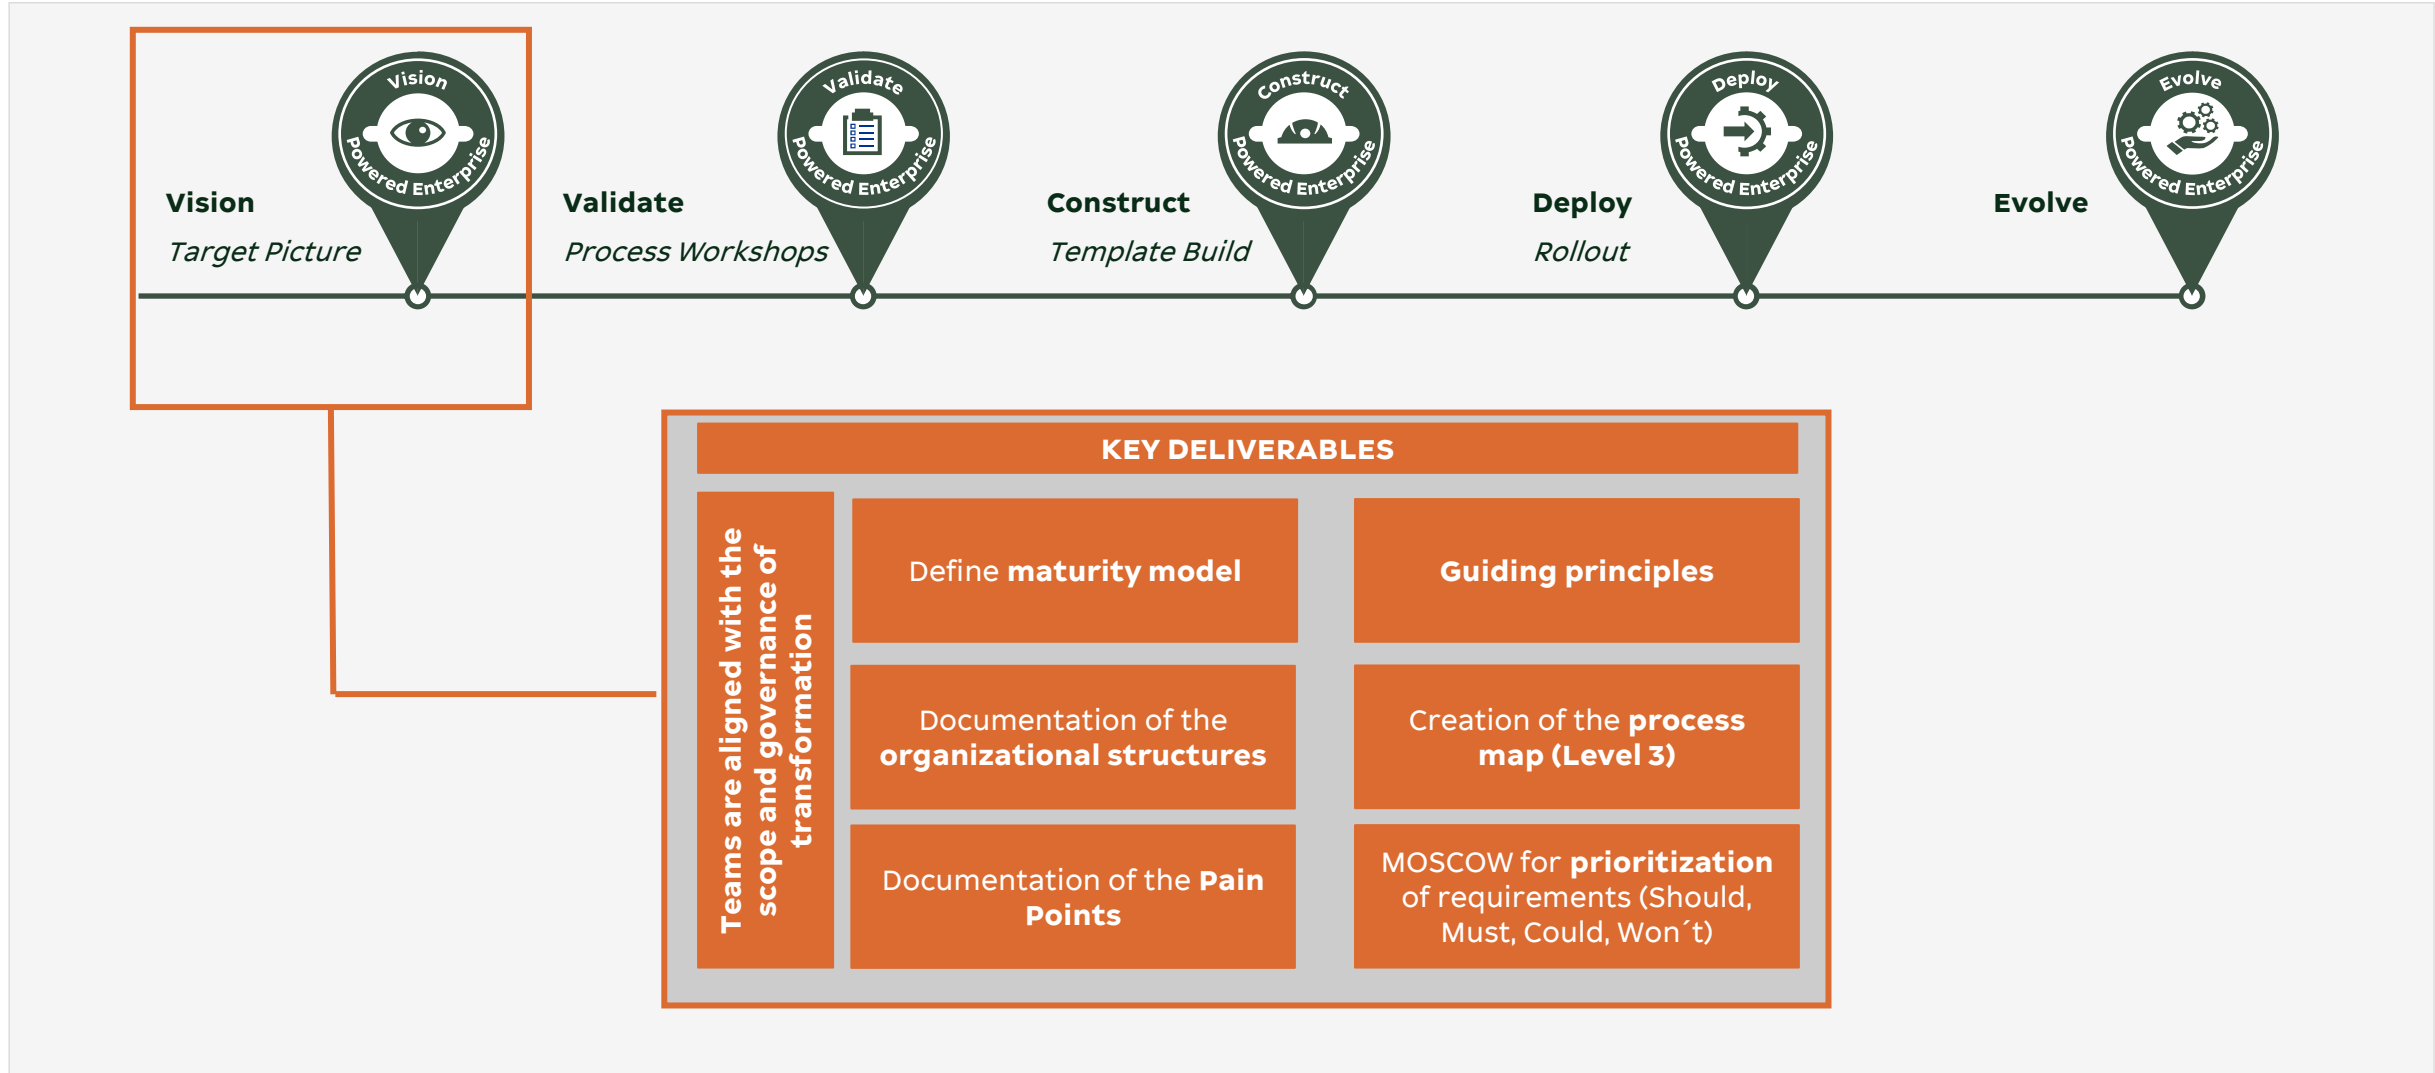 Vision
Powered Enterprise
Validate
Powered Enterprise
Construct
Powered Enterprise
Deploy
Powered Enterprise
Evolve
Powered Enterprise
Vision
Target Picture
Validate
Process Workshops
Construct
Template Build
Deploy
Rollout
Evolve
KEY DELIVERABLES
Teams are aligned with the
scope and governance of
transformation
Define maturity model
Guiding principles
Documentation of the
organizational structures
Creation of the process
map (Level 3)
Documentation of the Pain
Points
MOSCOW for prioritization
of requirements (Should,
Must, Could, Won´t)